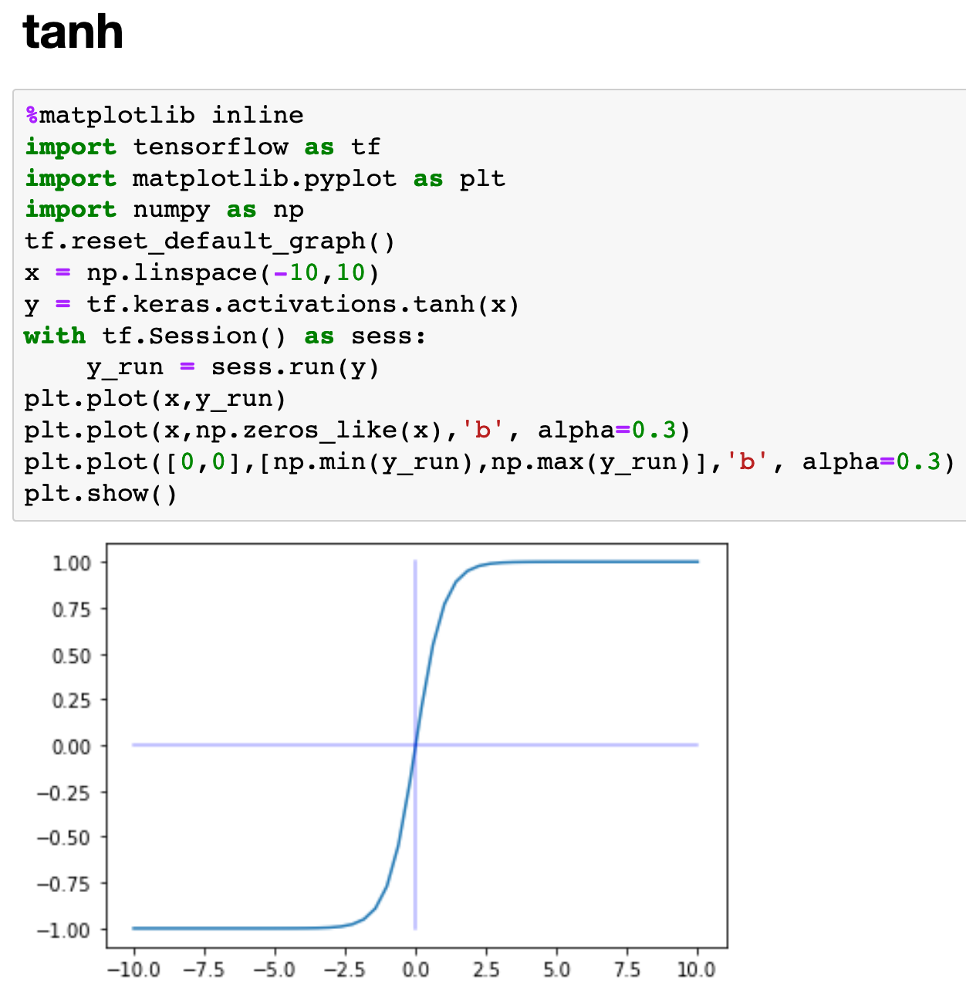 tanh
%matplotlib inline
import tensorflow as tf
import matplotlib.pyplot as plt
import numpy as np
tf.reset_default_graph()
x = np.linspace(-10,10)
y = tf.keras.activations.tanh(x)
with tf.Session() as sess:
    y_run = sess.run(y)
plt.plot(x,y_run)
plt.plot(x,np.zeros_like(x),'b', alpha=0.3)
plt.plot([0,0],[np.min(y_run),np.max(y_run)],'b', alpha=0.3)
plt.show()
1.00
0.75
0.50
0.25
0.00
−0.25
−0.50
−0.75
−1.00
−10.0 −7.5 −5.0 −2.5 0.0 2.5 5.0 7.5 10.0